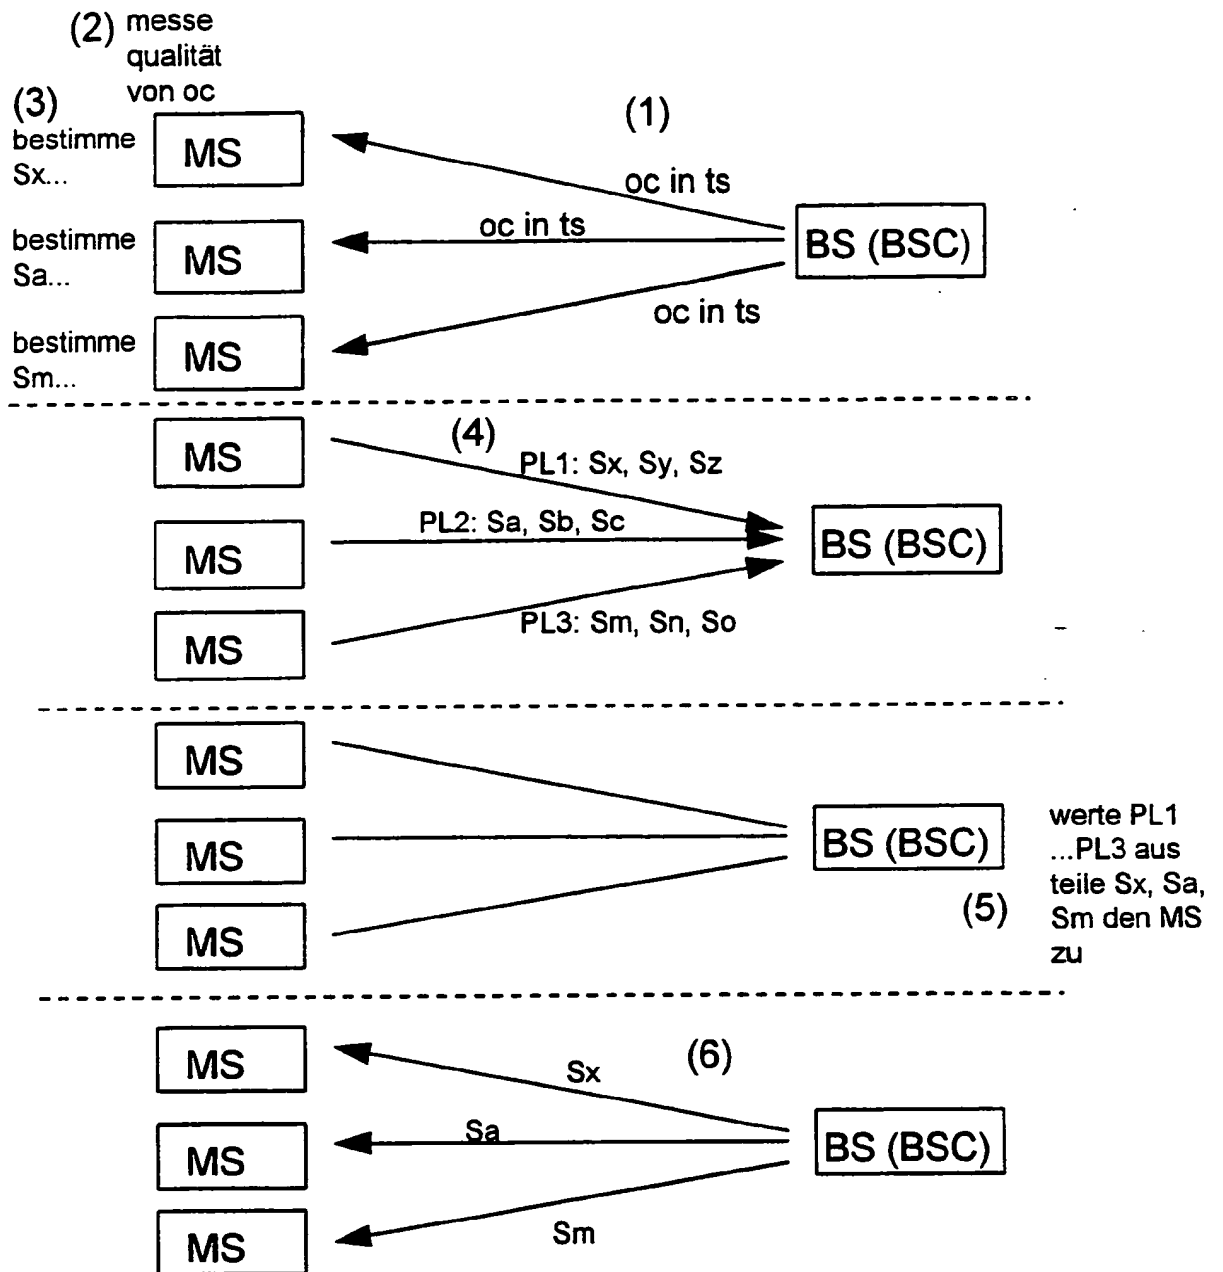 (2) messe
qualität
von oc
(3)
bestimme
Sx...
MS
(1)
oc in ts
bestimme
Sa...
MS
oc in ts
BS (BSC)
bestimme
Sm...
MS
oc in ts
MS
(4)
PL1: Sx, Sy, Sz
MS
PL2: Sa, Sb, Sc
BS (BSC)
MS
PL3: Sm, Sn, So
MS
MS
BS (BSC)
MS
(5)
werte PL1
...PL3 aus
teile Sx, Sa,
Sm den MS
zu
MS
Sx
(6)
MS
Sa
BS (BSC)
MS
Sm